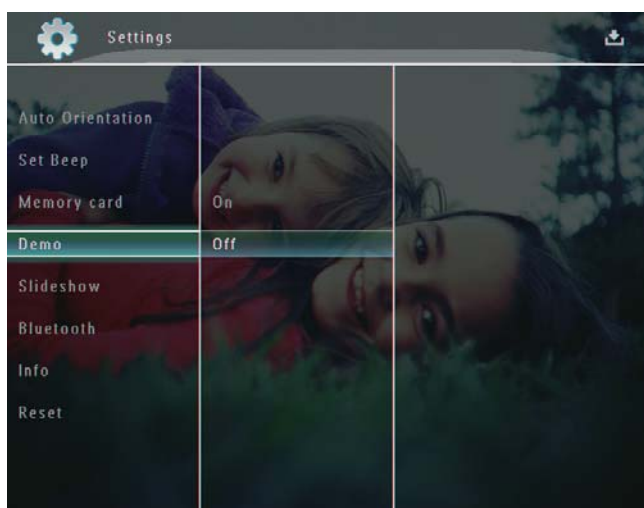 Settings
Auto Orientation
Set Beep
Memory card
On
Demo
Off
Slideshow
Bluetooth
Info
Reset